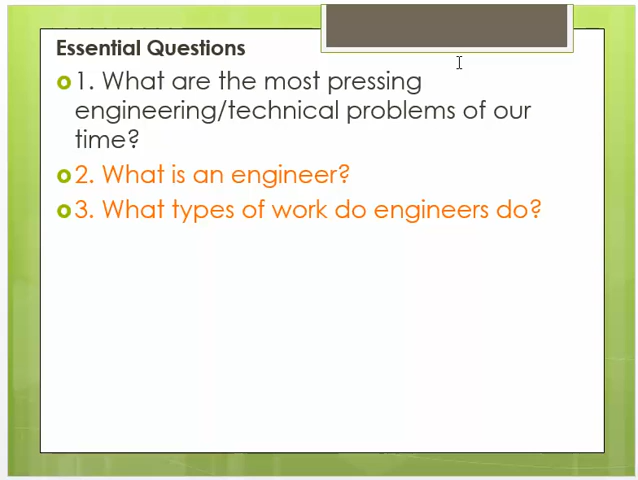 Essential Questions
1. What are the most pressing
engineering/technical problems of our
time?
2. What is an engineer?
3. What types of work do engineers do?